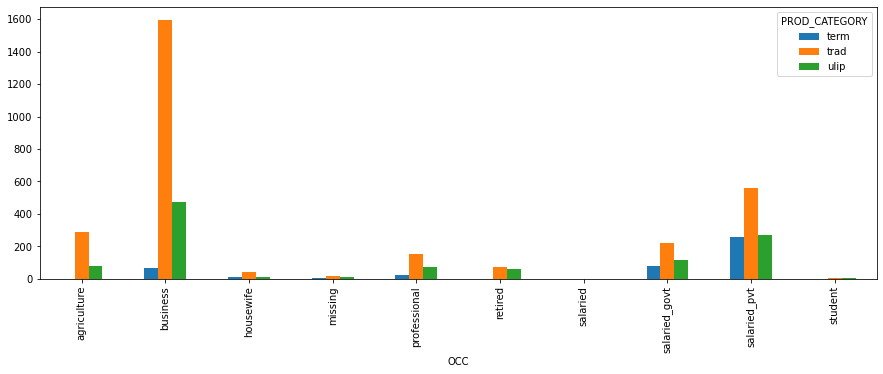 1600
1400
1200
1000
800
600
400
200
0
PROD_CATEGORY
term
trad
ulip
agriculture
business
housewife
missing
professional
retired
salaried
salaried_govt
salaried_pvt
student
OCC